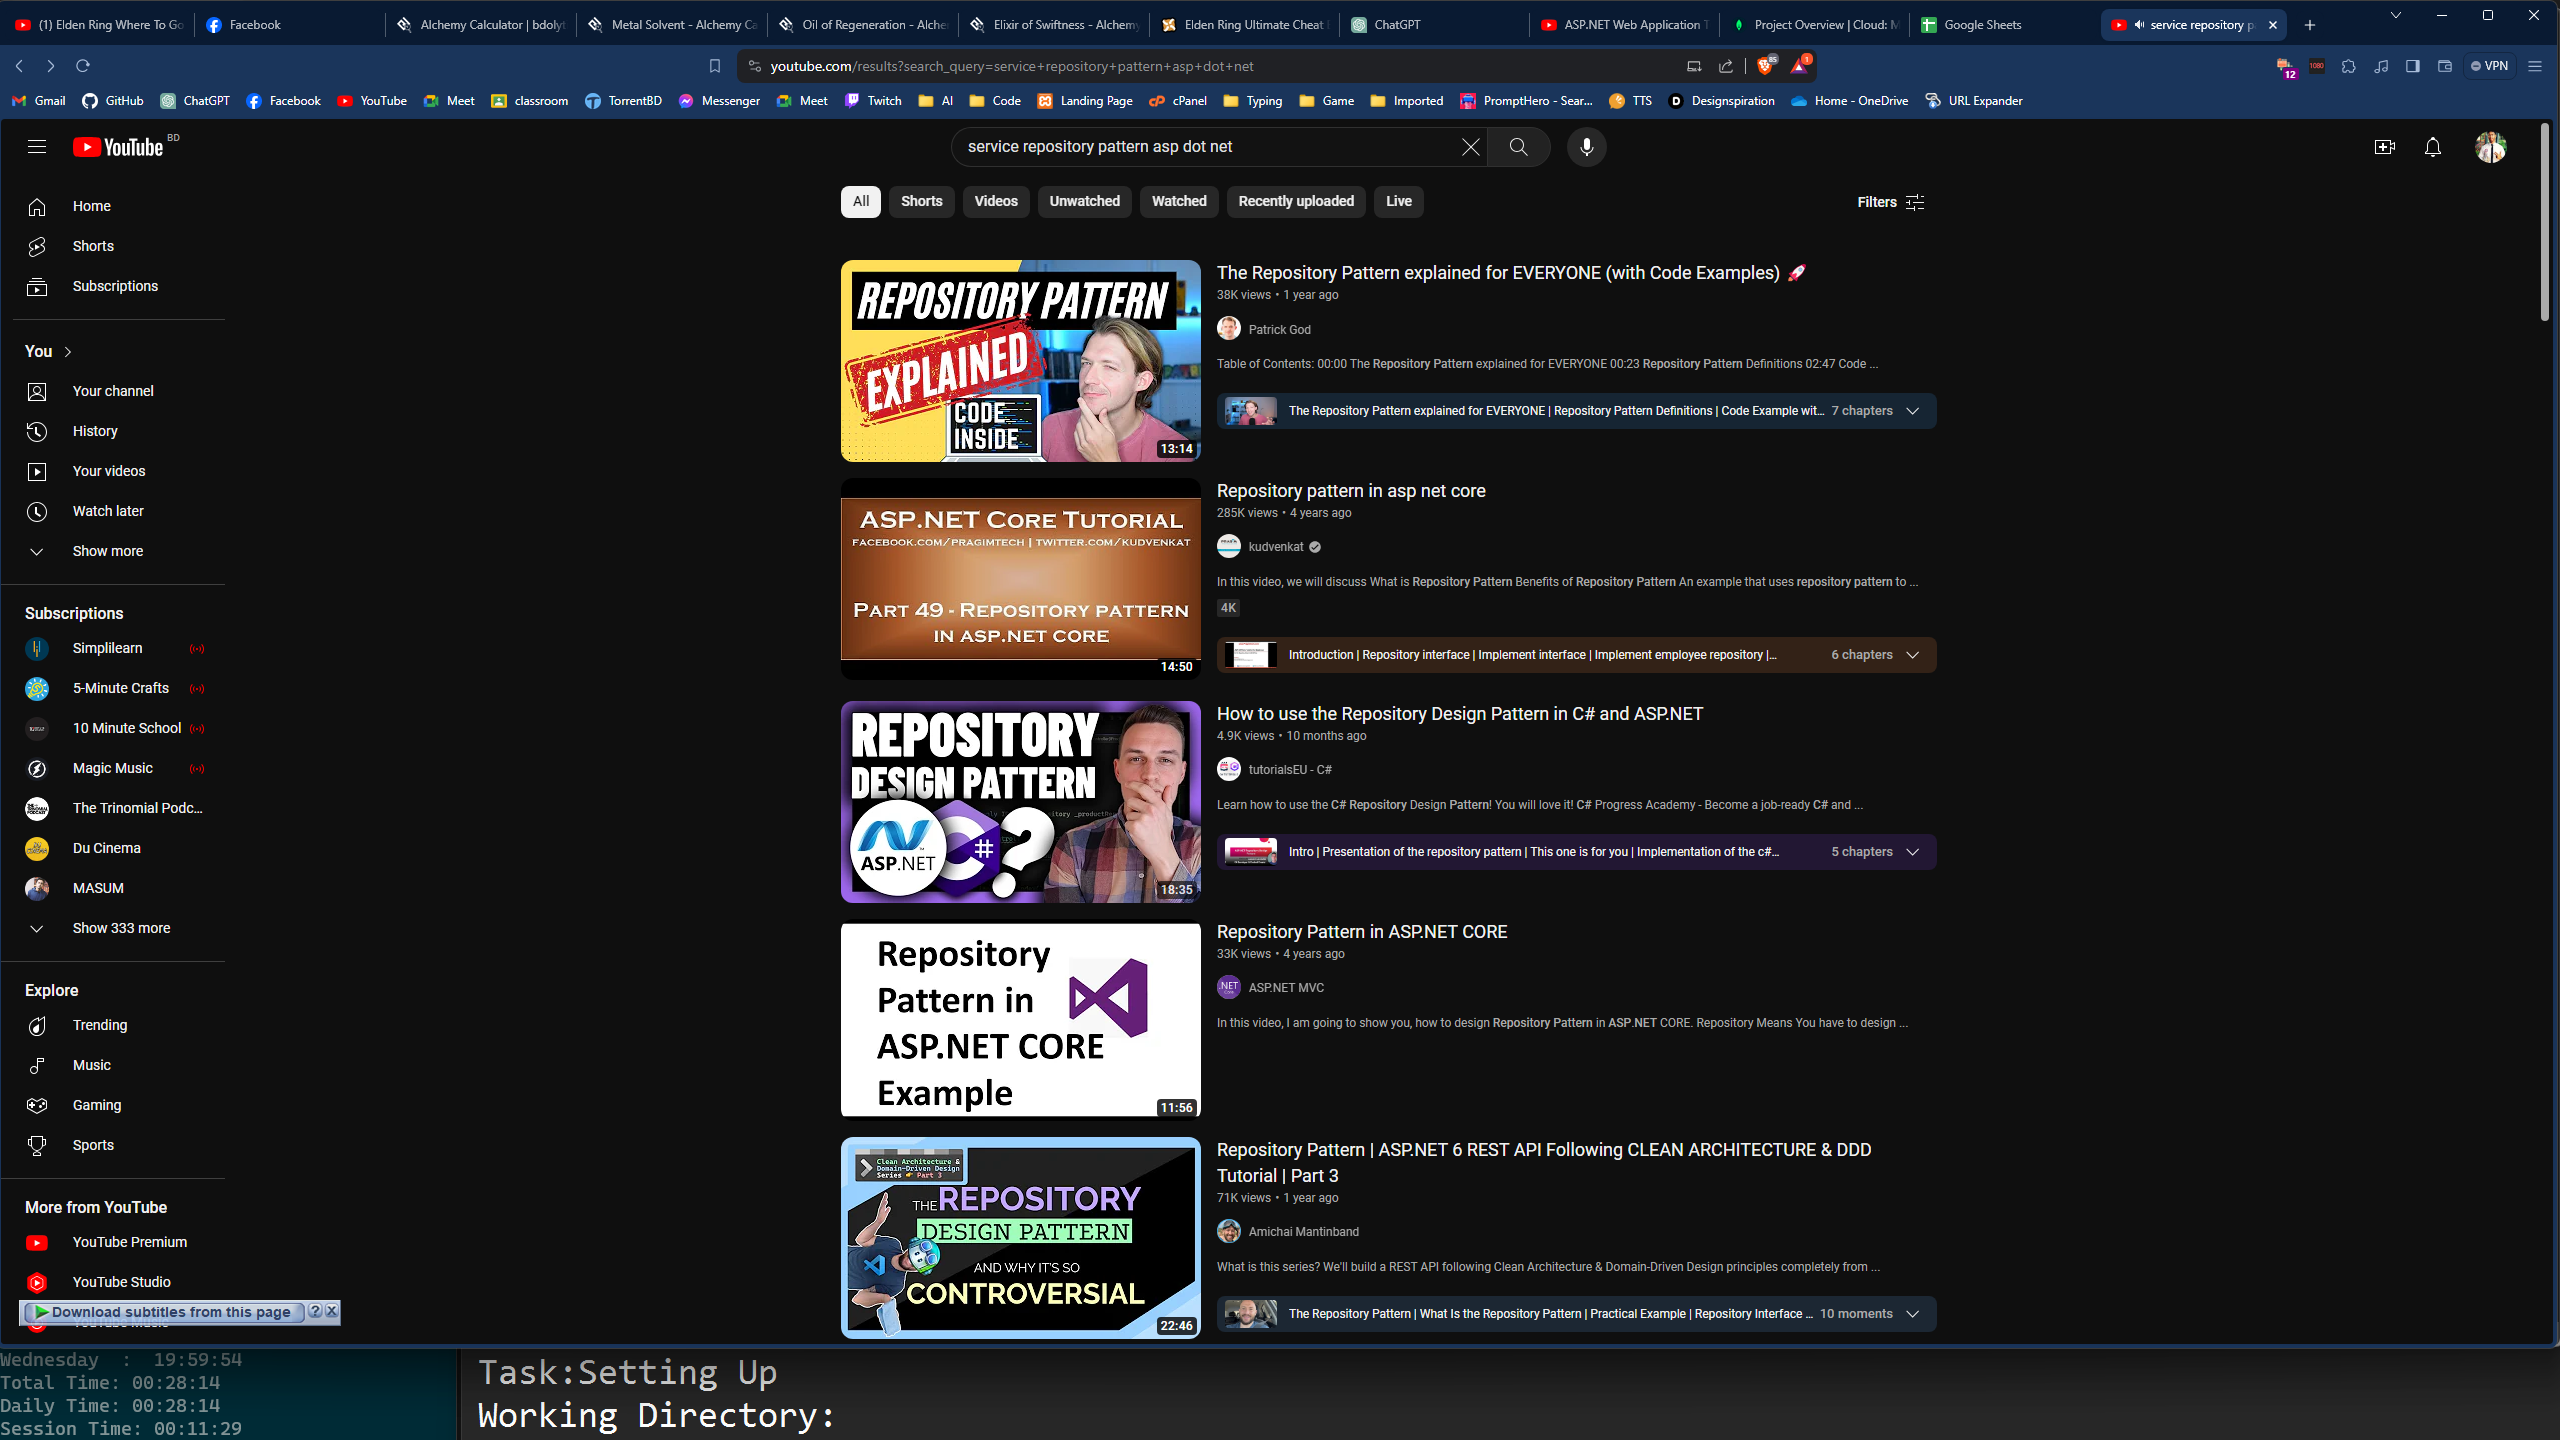 (1) Elden Ring Where To Go
Facebook
Alchemy Calculator | bdolyt
Metal Solvent - Alchemy Ca
Oil of Regeneration - Alche
Elixir of Swiftness - Alchemy
Elden Ring Ultimate Cheat
ChatGPT
ASP.NET Web Application T
Project Overview | Cloud: M
Google Sheets
service repository p
youtube.com/results?search_query=service+repository+pattern+asp+dot+net
85
1
12
1080
VPN
Gmail
GitHub
ChatGPT
Facebook
YouTube
Meet
classroom
TorrentBD
Messenger
Meet
Twitch
AI
Code
Landing Page
cPanel
Typing
Game
Imported
PromptHero - Sear...
TTS
Designspiration
Home - OneDrive
URL Expander
YouTube BD
service repository pattern asp dot net
Home
Shorts
Subscriptions
You
Your channel
History
Your videos
Watch later
Show more
Subscriptions
Simplilearn
5-Minute Crafts
10 Minute School
Magic Music
The Trinomial Podc...
Du Cinema
MASUM
Show 333 more
Explore
Trending
Music
Gaming
Sports
More from YouTube
YouTube Premium
YouTube Studio
YouTube Music
Download subtitles from this page
All
Shorts
Videos
Unwatched
Watched
Recently uploaded
Live
Filters
REPOSITORY PATTERN
EXPLAINED
CODE
INSIDE
13:14
The Repository Pattern explained for EVERYONE (with Code Examples) 🚀
38K views • 1 year ago
Patrick God
Table of Contents: 00:00 The Repository Pattern explained for EVERYONE 00:23 Repository Pattern Definitions 02:47 Code ...
The Repository Pattern explained for EVERYONE | Repository Pattern Definitions | Code Example wit... 7 chapters
ASP.NET Core Tutorial
facebook.com/pragimtech | twitter.com/kudvenkat
Part 49 - Repository pattern
in asp.net core
14:50
Repository pattern in asp net core
285K views • 4 years ago
kudvenkat
In this video, we will discuss What is Repository Pattern Benefits of Repository Pattern An example that uses repository pattern to ...
4K
Introduction | Repository interface | Implement interface | Implement employee repository |... 6 chapters
REPOSITORY
DESIGN PATTERN
ASP.NET
C#
?
18:35
How to use the Repository Design Pattern in C# and ASP.NET
4.9K views • 10 months ago
tutorialsEU - C#
Learn how to use the C# Repository Design Pattern! You will love it! C# Progress Academy - Become a job-ready C# and ...
Intro | Presentation of the repository pattern | This one is for you | Implementation of the c#... 5 chapters
Repository
Pattern in
ASP.NET CORE
Example
11:56
Repository Pattern in ASP.NET CORE
33K views • 4 years ago
ASP.NET MVC
In this video, I am going to show you, how to design Repository Pattern in ASP.NET CORE. Repository Means You have to design ...
Clean Architecture &
Domain-Driven Design
Series Part 3
THE REPOSITORY
DESIGN PATTERN
AND WHY IT'S SO
CONTROVERSIAL
22:46
Repository Pattern | ASP.NET 6 REST API Following CLEAN ARCHITECTURE & DDD
Tutorial | Part 3
71K views • 1 year ago
Amichai Mantinband
What is this series? We'll build a REST API following Clean Architecture & Domain-Driven Design principles completely from ...
The Repository Pattern | What Is the Repository Pattern | Practical Example | Repository Interface ... 10 moments
Wednesday : 19:59:54
Total Time: 00:28:14
Daily Time: 00:28:14
Session Time: 00:11:29
Task:Setting Up
Working Directory: